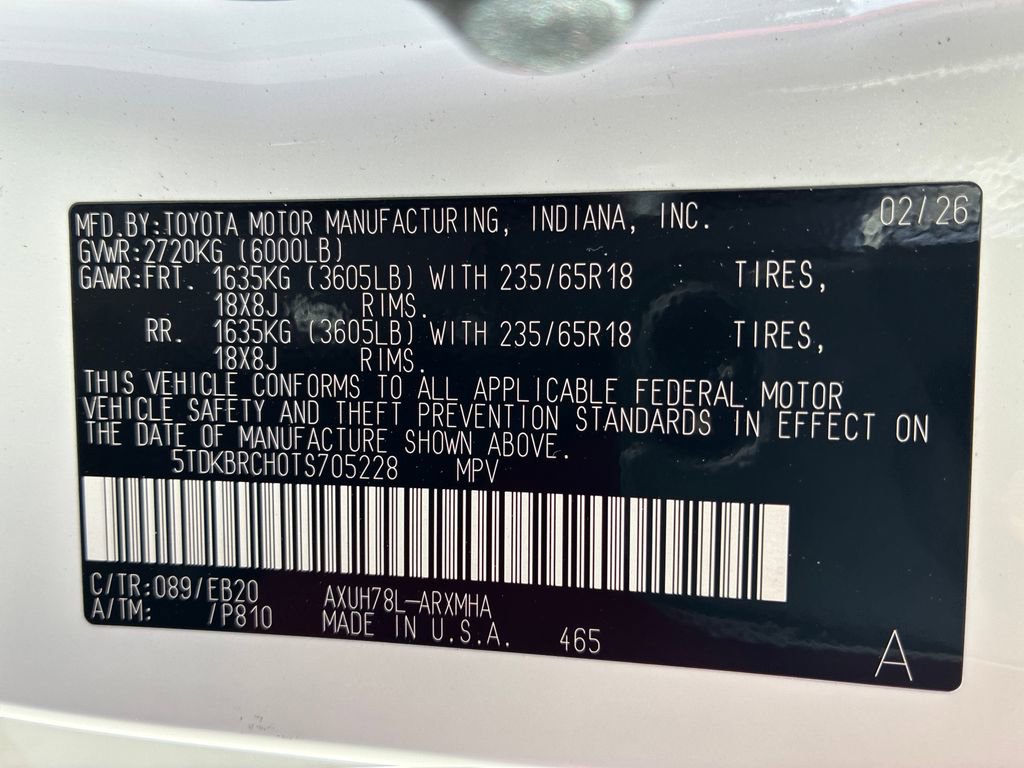 MFD.BY:TOYOTA MOTOR MANUFACTURING, INDIANA, INC. 02/26
GVWR:2720KG (6000LB)
GAWR:FRT. 1635KG (3605LB) WITH 235/65R18 TIRES,
18X8J RIMS.
RR. 1635KG (3605LB) WITH 235/65R18 TIRES,
18X8J RIMS.
THIS VEHICLE CONFORMS TO ALL APPLICABLE FEDERAL MOTOR
VEHICLE SAFETY AND THEFT PREVENTION STANDARDS IN EFFECT ON
THE DATE OF MANUFACTURE SHOWN ABOVE.
5TDKBRCH0TS705228 MPV
C/TR:089/EB20 AXUH78L-ARXMHA
A/TM: /P810 MADE IN U.S.A. 465 A